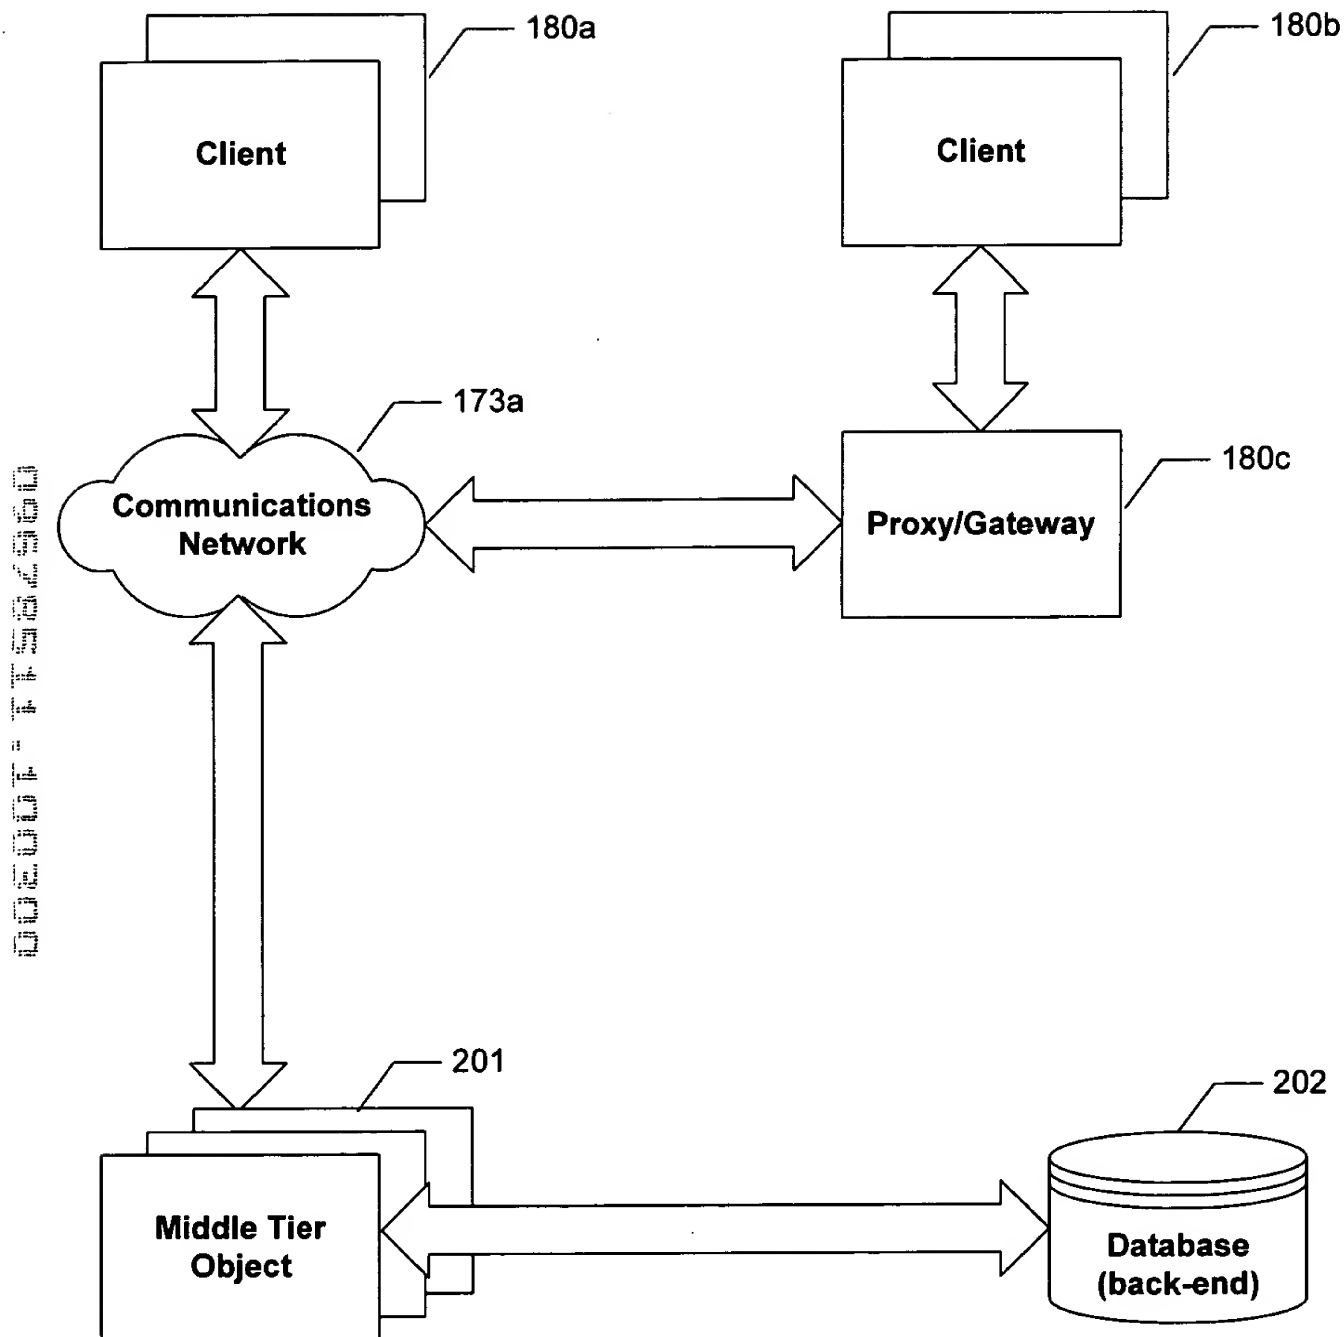 180a
180b
Client
Client
173a
Communications
Network
180c
Proxy/Gateway
201
202
Middle Tier
Object
Database
(back-end)